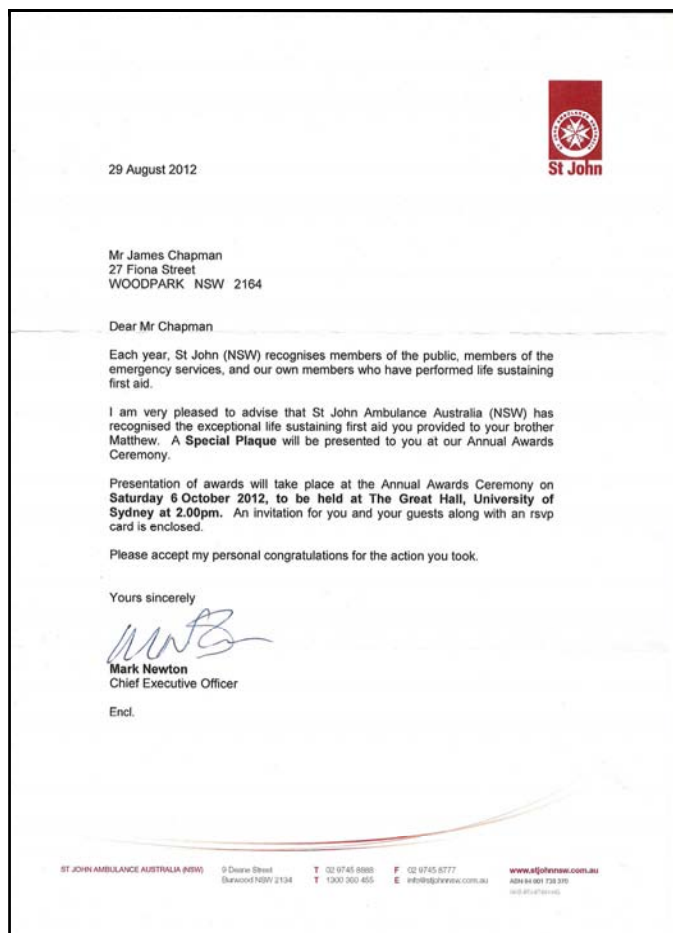 St John
29 August 2012
Mr James Chapman
27 Fiona Street
WOODPARK NSW 2164
Dear Mr Chapman
Each year, St John (NSW) recognises members of the public, members of the
emergency services, and our own members who have performed life sustaining
first aid.
I am very pleased to advise that St John Ambulance Australia (NSW) has
recognised the exceptional life sustaining first aid you provided to your brother
Matthew. A Special Plaque will be presented to you at our Annual Awards
Ceremony.
Presentation of awards will take place at the Annual Awards Ceremony on
Saturday 6 October 2012, to be held at The Great Hall, University of
Sydney at 2.00pm. An invitation for you and your guests along with an rsvp
card is enclosed.
Please accept my personal congratulations for the action you took.
Yours sincerely
Mark Newton
Chief Executive Officer
Encl.
ST JOHN AMBULANCE AUSTRALIA (NSW) 9 Deane Street T 02 9745 8888 F 02 9745 8777 www.stjohnnsw.com.au
Burwood NSW 2134 T 1300 360 455 E info@stjohnnsw.com.au ABN 84 001 738 310